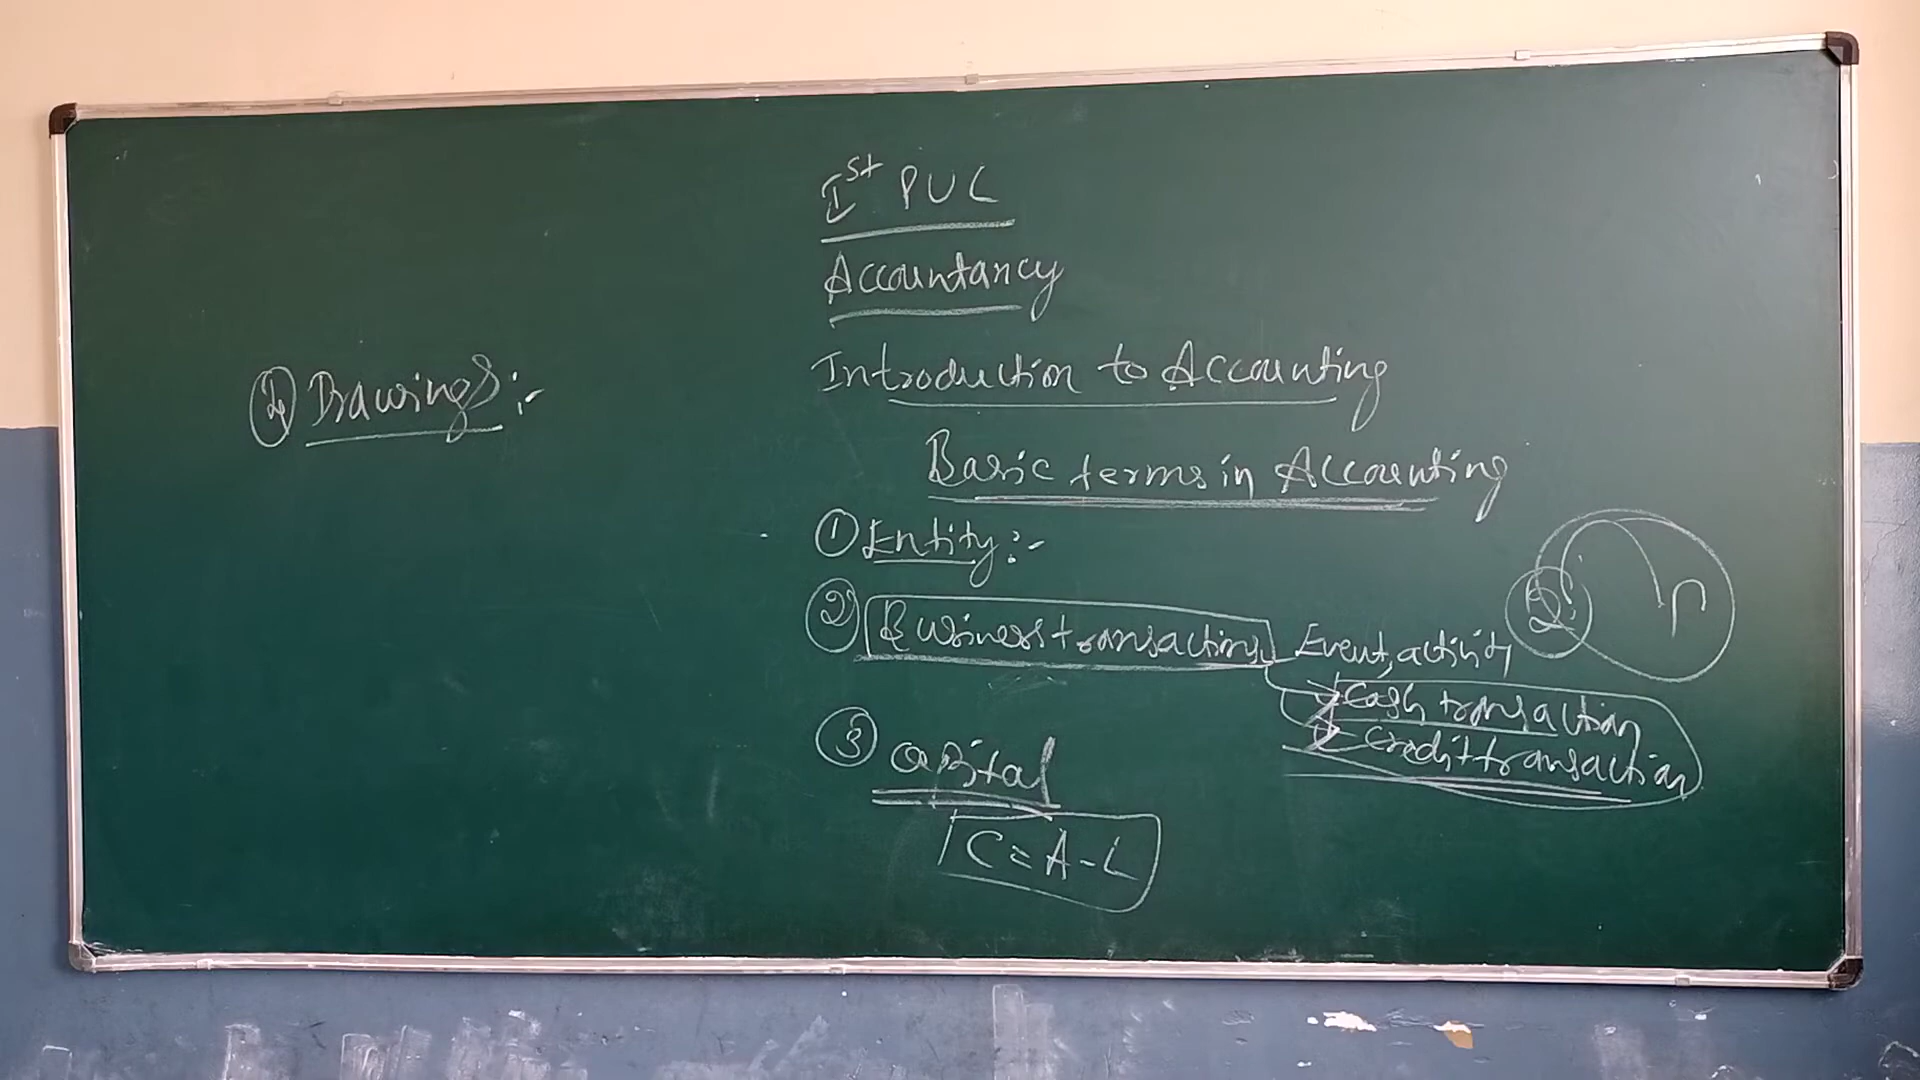 Ist PUC
Accountancy
Introduction to Accounting
Basic terms in Accounting
① Entity:-
② Business transactions Event, activity
Cash transaction
Credit transaction
③ capital
C = A - L
④ Drawings:-